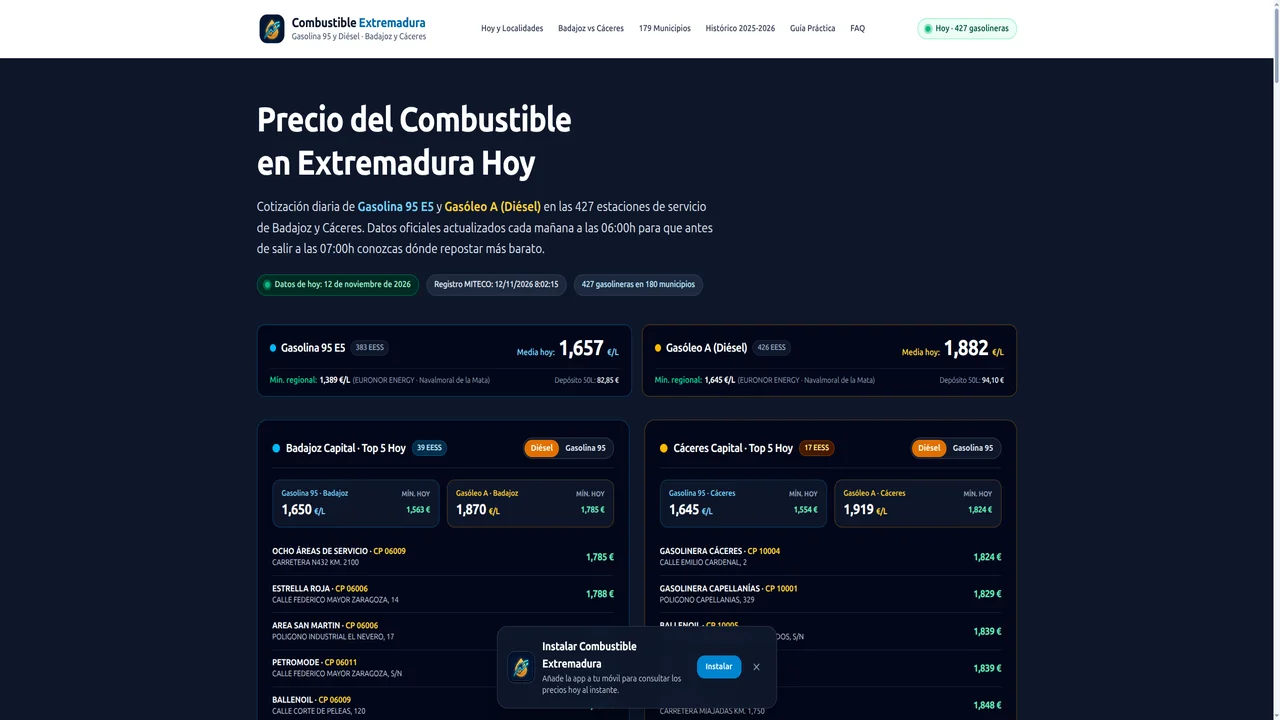 Combustible Extremadura
Gasolina 95 y Diésel · Badajoz y Cáceres
Hoy y Localidades
Badajoz vs Cáceres
179 Municipios
Histórico 2025-2026
Guía Práctica
FAQ
Hoy · 427 gasolineras
Precio del Combustible
en Extremadura Hoy
Cotización diaria de Gasolina 95 E5 y Gasóleo A (Diésel) en las 427 estaciones de servicio
de Badajoz y Cáceres. Datos oficiales actualizados cada mañana a las 06:00h para que antes
de salir a las 07:00h conozcas dónde repostar más barato.
Datos de hoy: 12 de noviembre de 2026
Registro MITECO: 12/11/2026 8:02:15
427 gasolineras en 180 municipios
Gasolina 95 E5 383 EESS Media hoy: 1,657 €/L
Mín. regional: 1,389 €/L (EURONOR ENERGY · Navalmoral de la Mata) Depósito 50L: 82,85 €
Gasóleo A (Diésel) 426 EESS Media hoy: 1,882 €/L
Mín. regional: 1,645 €/L (EURONOR ENERGY · Navalmoral de la Mata) Depósito 50L: 94,10 €
Badajoz Capital · Top 5 Hoy 39 EESS Diésel Gasolina 95
Gasolina 95 · Badajoz MÍN. HOY
1,650 €/L 1,563 €
Gasóleo A · Badajoz MÍN. HOY
1,870 €/L 1,785 €
OCHO ÁREAS DE SERVICIO · CP 06009
CARRETERA N432 KM. 2100
1,785 €
ESTRELLA ROJA · CP 06006
CALLE FEDERICO MAYOR ZARAGOZA, 14
1,788 €
AREA SAN MARTIN · CP 06006
POLIGONO INDUSTRIAL EL NEVERO, 17
PETROMODE · CP 06011
CALLE FEDERICO MAYOR ZARAGOZA, S/N
BALLENOIL · CP 06009
CALLE CORTE DE PELEAS, 120
Cáceres Capital · Top 5 Hoy 17 EESS Diésel Gasolina 95
Gasolina 95 · Cáceres MÍN. HOY
1,645 €/L 1,554 €
Gasóleo A · Cáceres MÍN. HOY
1,919 €/L 1,824 €
GASOLINERA CÁCERES · CP 10004
CALLE EMILIO CARDENAL, 2
1,824 €
GASOLINERA CAPELLANÍAS · CP 10001
POLIGONO CAPELLANIAS, 329
1,829 €
BALLENOIL · CP 10005
S/N
1,839 €
1,839 €
CARRETERA MIAJADAS KM. 1,750
1,848 €
Instalar Combustible
Extremadura
Añade la app a tu móvil para consultar los
precios hoy al instante.
Instalar